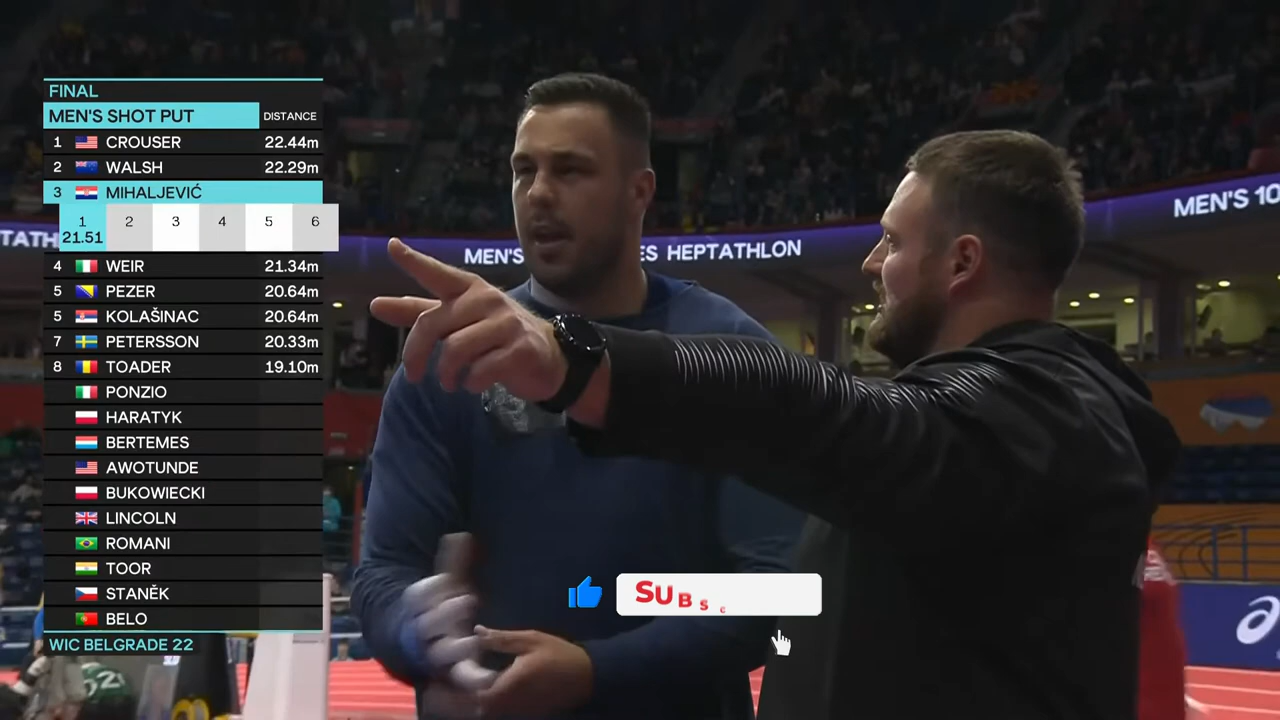 FINAL
MEN'S SHOT PUT DISTANCE
1 CROUSER 22.44m
2 WALSH 22.29m
3 MIHALJEVIĆ
1 2 3 4 5 6
21.51
4 WEIR 21.34m
5 PEZER 20.64m
5 KOLAŠINAC 20.64m
7 PETERSSON 20.33m
8 TOADER 19.10m
PONZIO
HARATYK
BERTEMES
AWOTUNDE
BUKOWIECKI
LINCOLN
ROMANI
TOOR
STANĚK
BELO
WIC BELGRADE 22
TATH
MEN'S ES HEPTATHLON
MEN'S 10
SUBSC
a